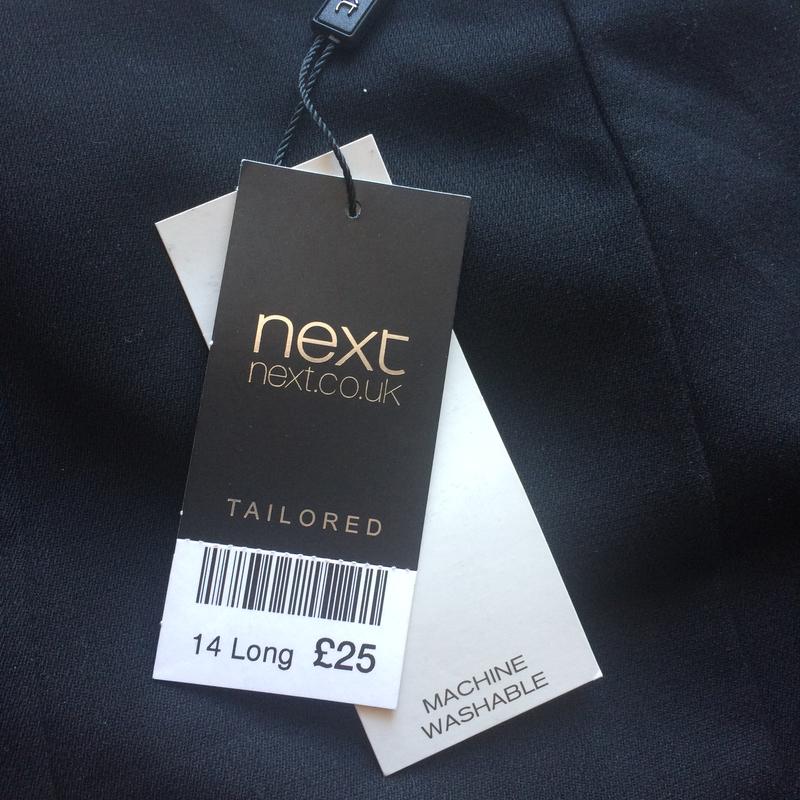 next
next.co.uk
TAILORED
14 Long £25
MACHINE
WASHABLE